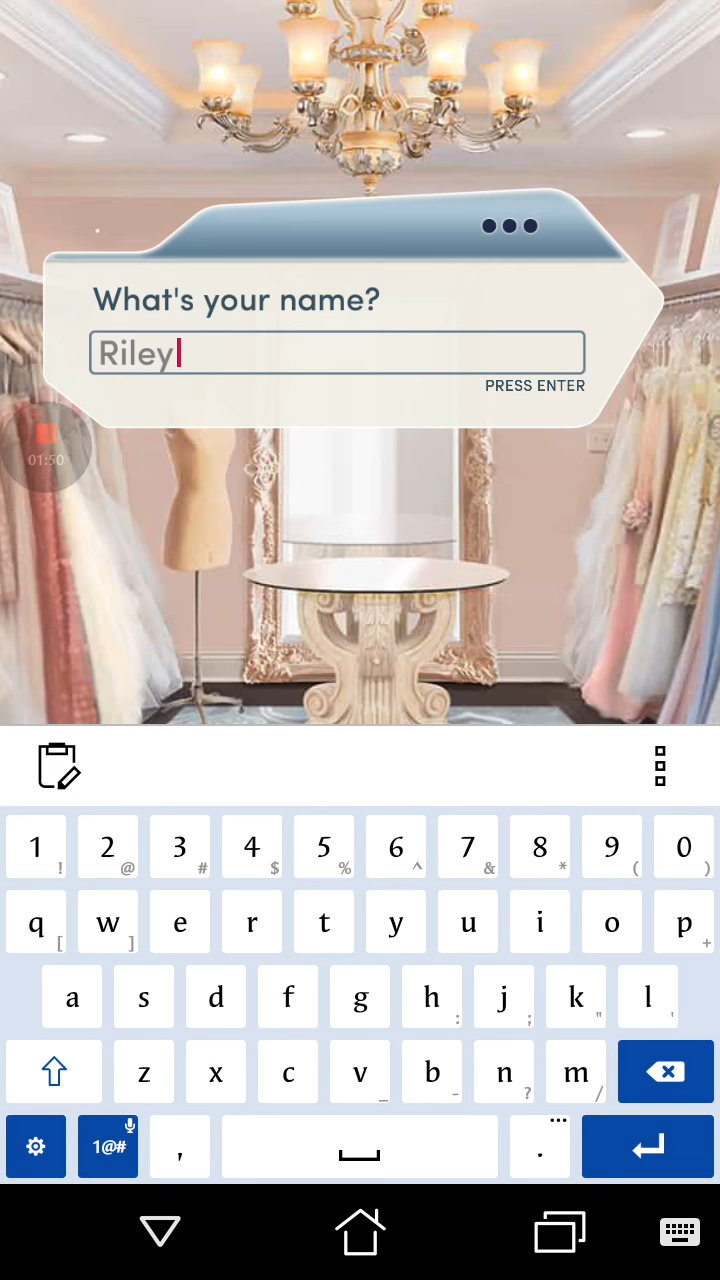 What's your name?
Riley
PRESS ENTER
01:50
1 ! 2 @ 3 # 4 $ 5 % 6 ^ 7 & 8 * 9 ( 0 )
q [ w ] e r t y u i o p +
a s d f g h : j ; k " l '
z x c v _ b - n ? m /
1@# , . ...